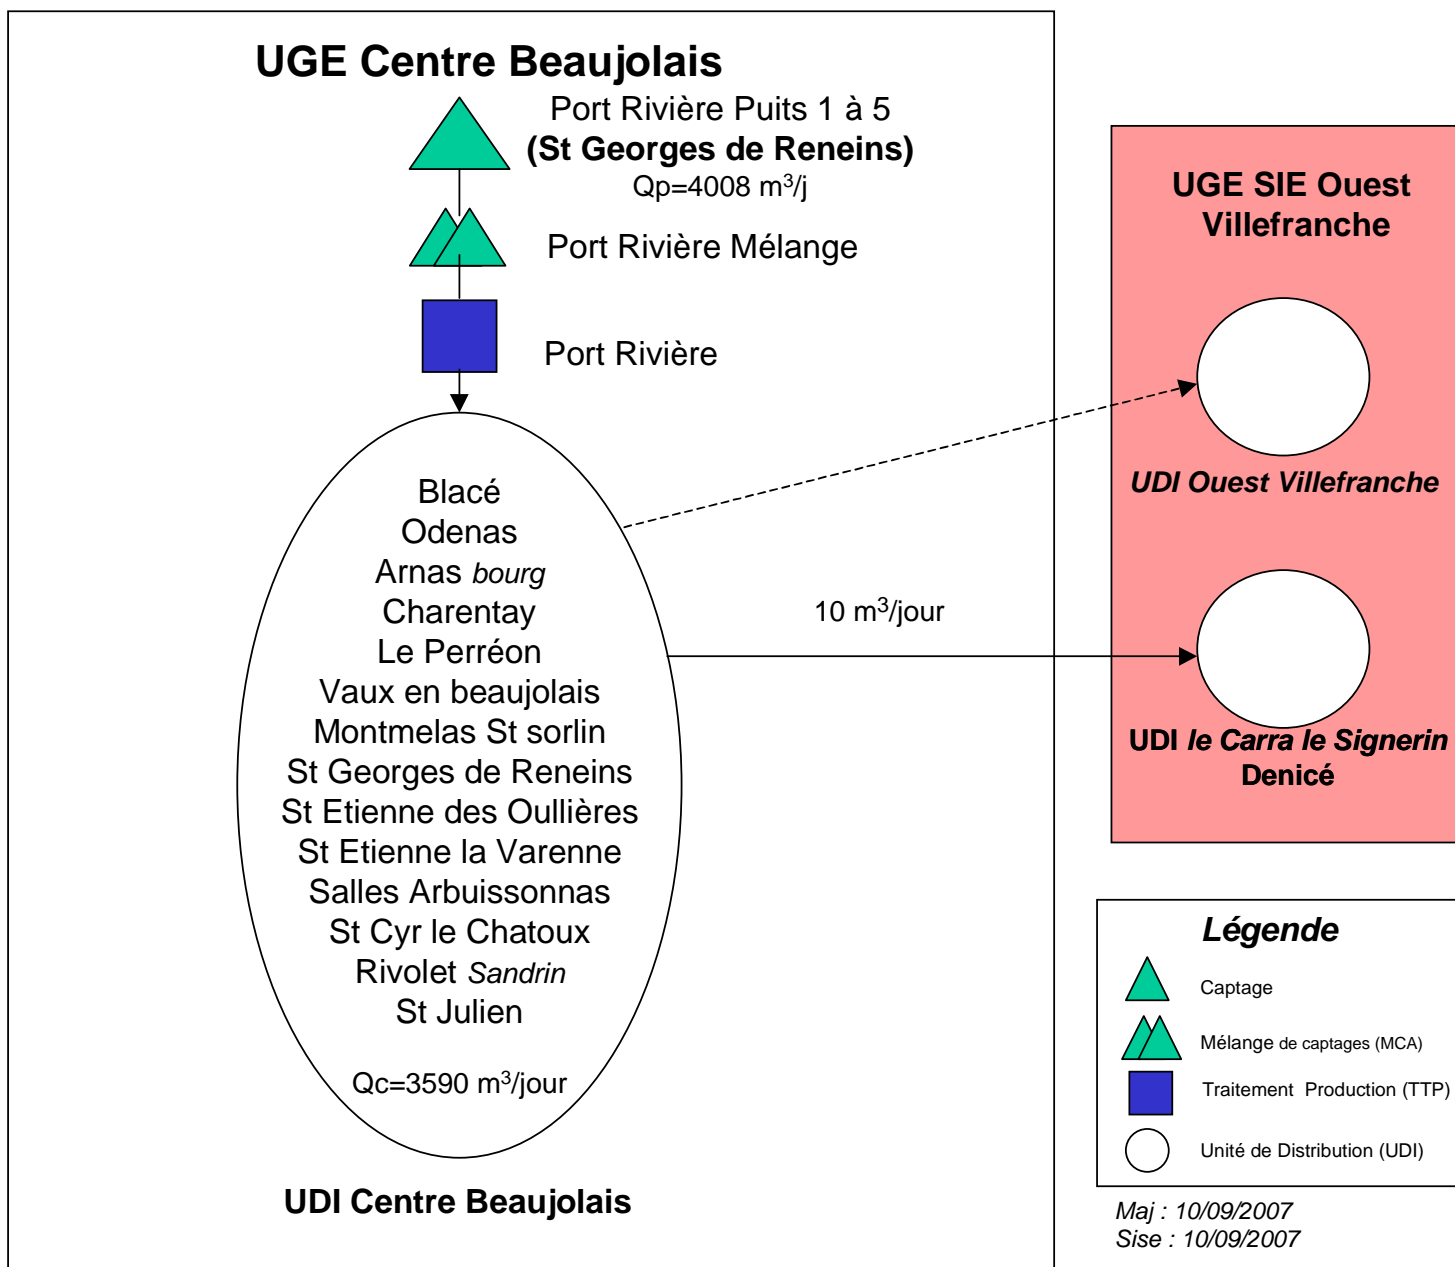 UGE Centre Beaujolais
Port Rivière Puits 1 à 5
(St Georges de Reneins)
Qp=4008 m³/j
Port Rivière Mélange
Port Rivière
Blacé
Odenas
Arnas bourg
Charentay
Le Perréon
Vaux en beaujolais
Montmelas St sorlin
St Georges de Reneins
St Etienne des Oullières
St Etienne la Varenne
Salles Arbuissonnas
St Cyr le Chatoux
Rivolet Sandrin
St Julien
Qc=3590 m³/jour
UDI Centre Beaujolais
10 m³/jour
UGE SIE Ouest
Villefranche
UDI Ouest Villefranche
UDI le Carra le Signerin
Denicé
Légende
Captage
Mélange de captages (MCA)
Traitement Production (TTP)
Unité de Distribution (UDI)
Maj : 10/09/2007
Sise : 10/09/2007